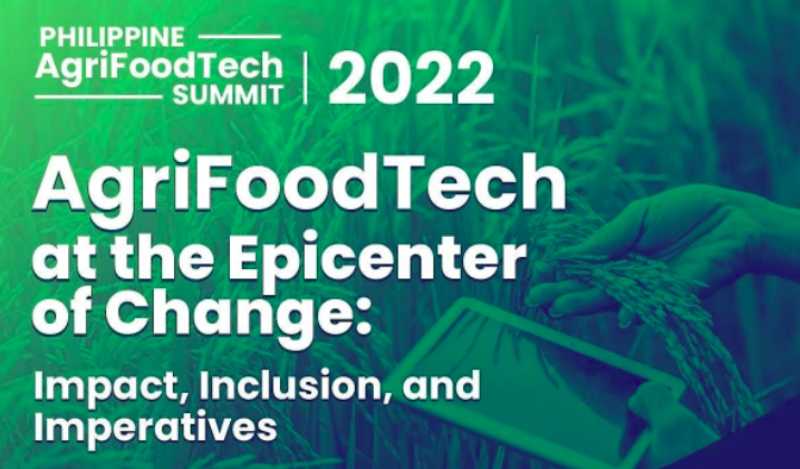 PHILIPPINE
AgriFoodTech
SUMMIT
2022
AgriFoodTech
at the Epicenter
of Change:
Impact, Inclusion, and
Imperatives